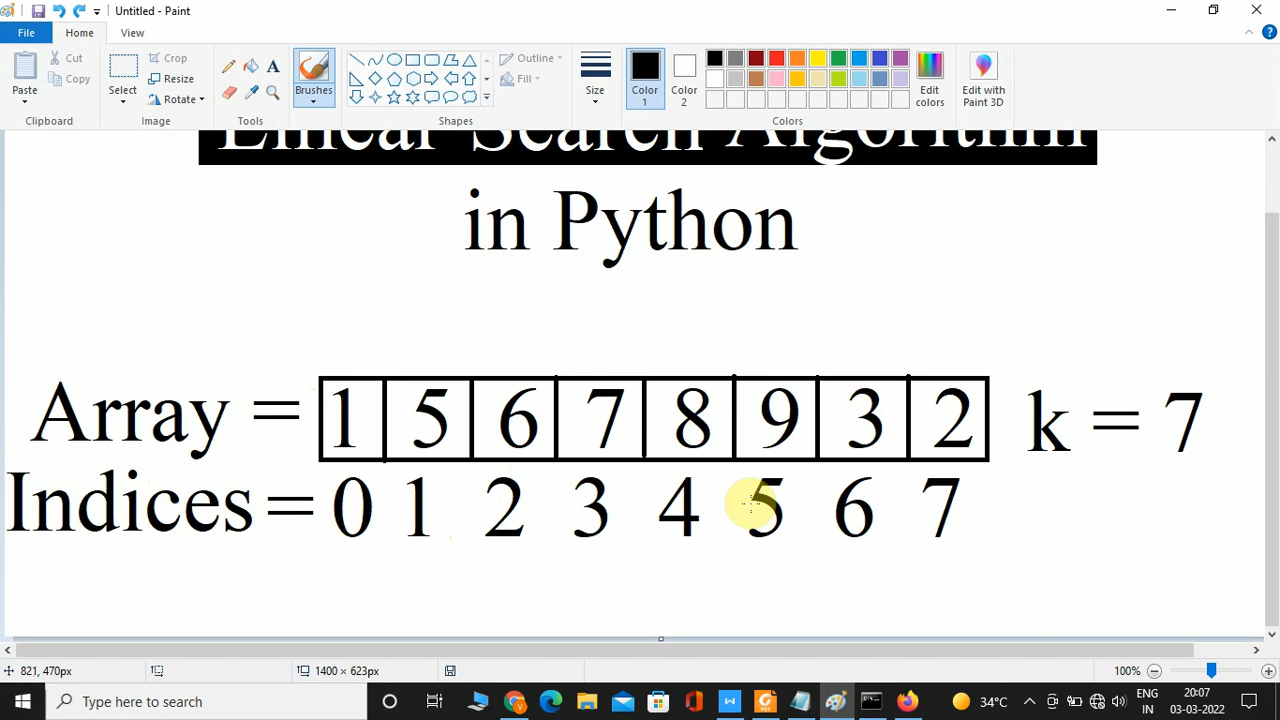 Untitled - Paint
File Home View
Paste Cut Copy Select Crop Resize Rotate Brushes Outline Fill Size Color 1 Color 2 Edit colors Edit with Paint 3D
Clipboard Image Tools Shapes Colors
Linear Search Algorithm
in Python
Array = 1 5 6 7 8 9 3 2 k = 7
Indices = 0 1 2 3 4 5 6 7
821, 470px 1400 × 623px 100%
Type here to search 34°C ENG IN 20:07 03-03-2022